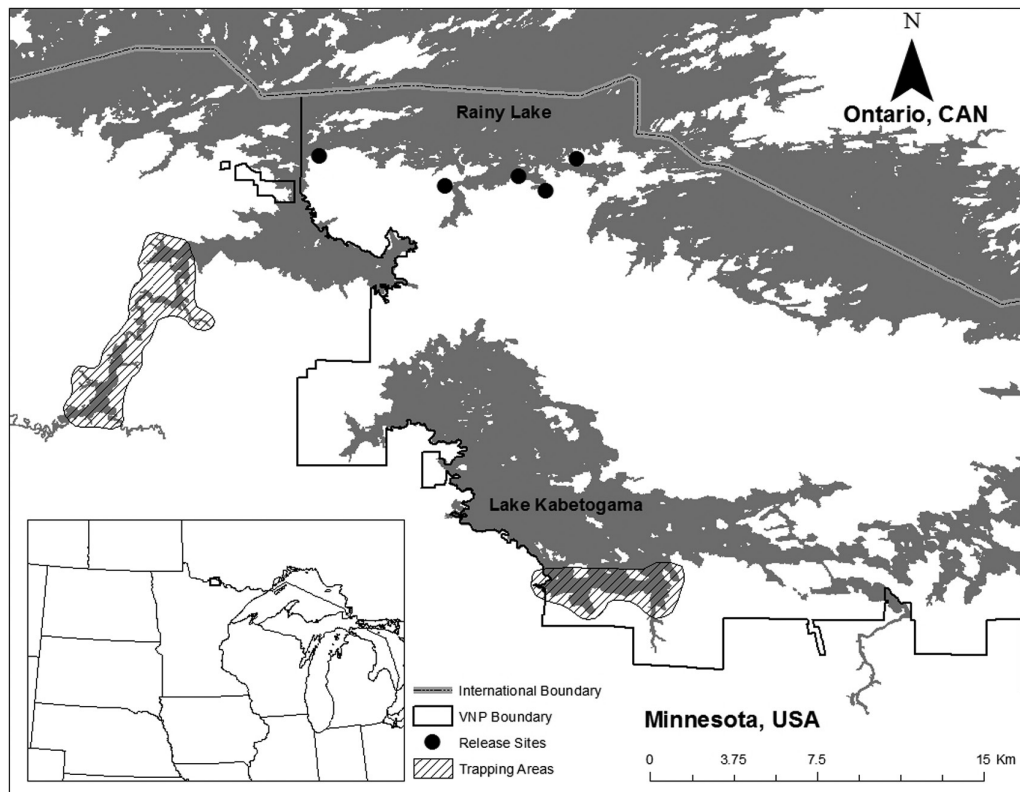 N
Ontario, CAN
Rainy Lake
Lake Kabetogama
International Boundary
VNP Boundary
Release Sites
Trapping Areas
Minnesota, USA
0 3.75 7.5 15 Km